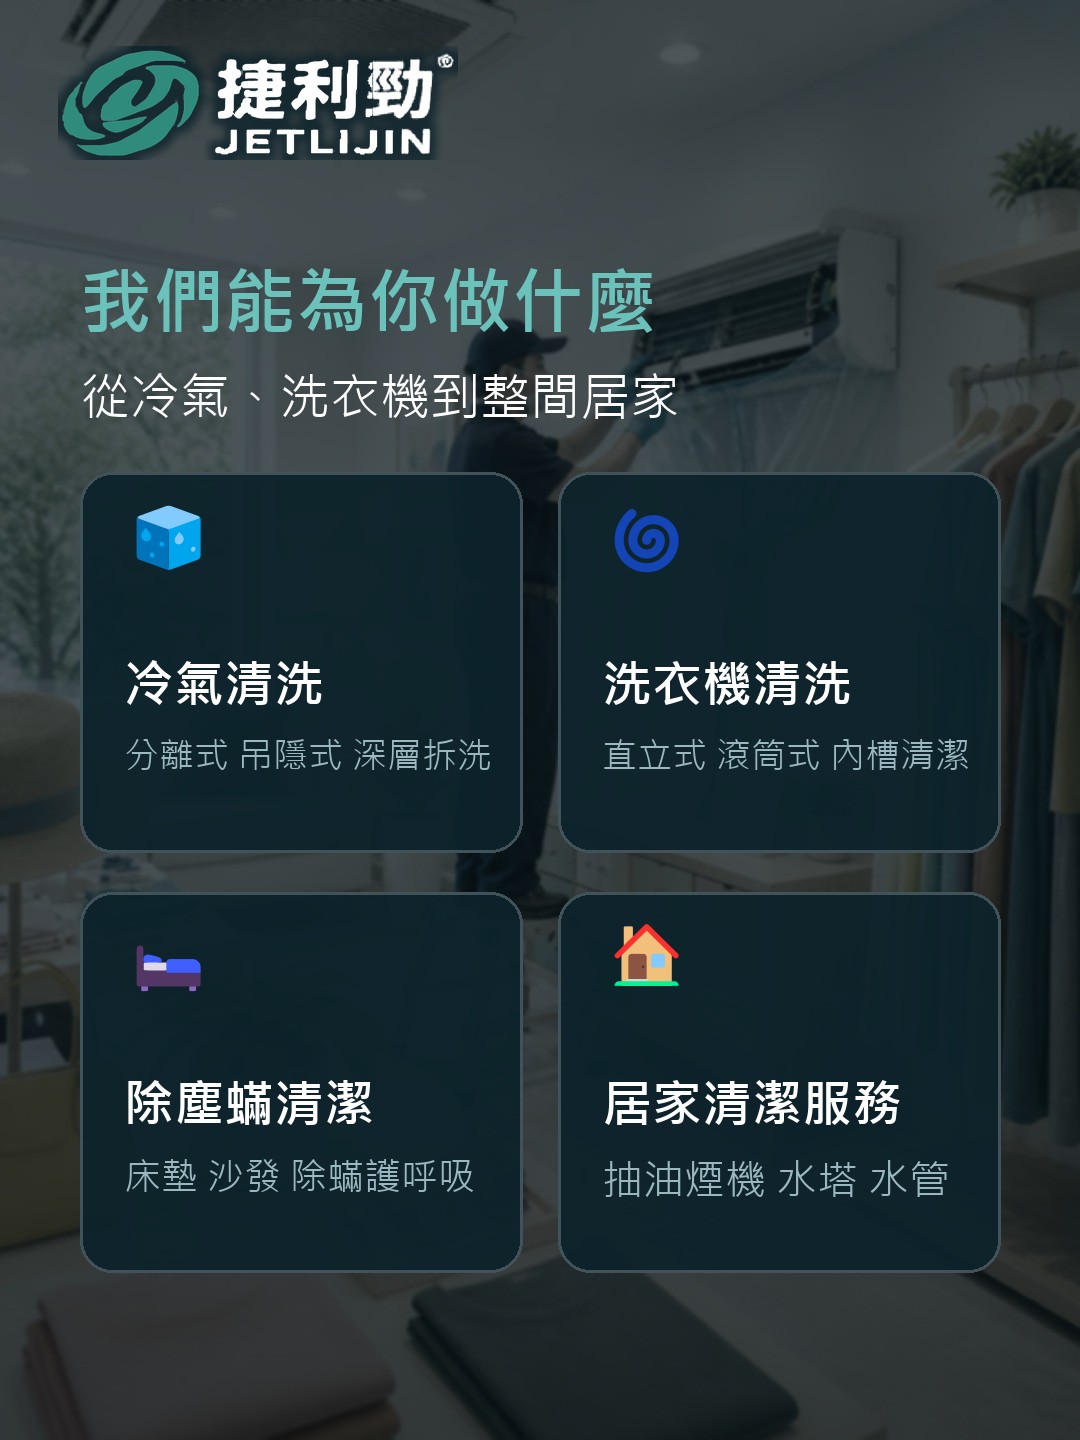 捷利勁®
JETLIJIN
我們能為你做什麼
從冷氣、洗衣機到整間居家
冷氣清洗
分離式 吊隱式 深層拆洗
洗衣機清洗
直立式 滾筒式 內槽清潔
除塵蟎清潔
床墊 沙發 除蟎護呼吸
居家清潔服務
抽油煙機 水塔 水管